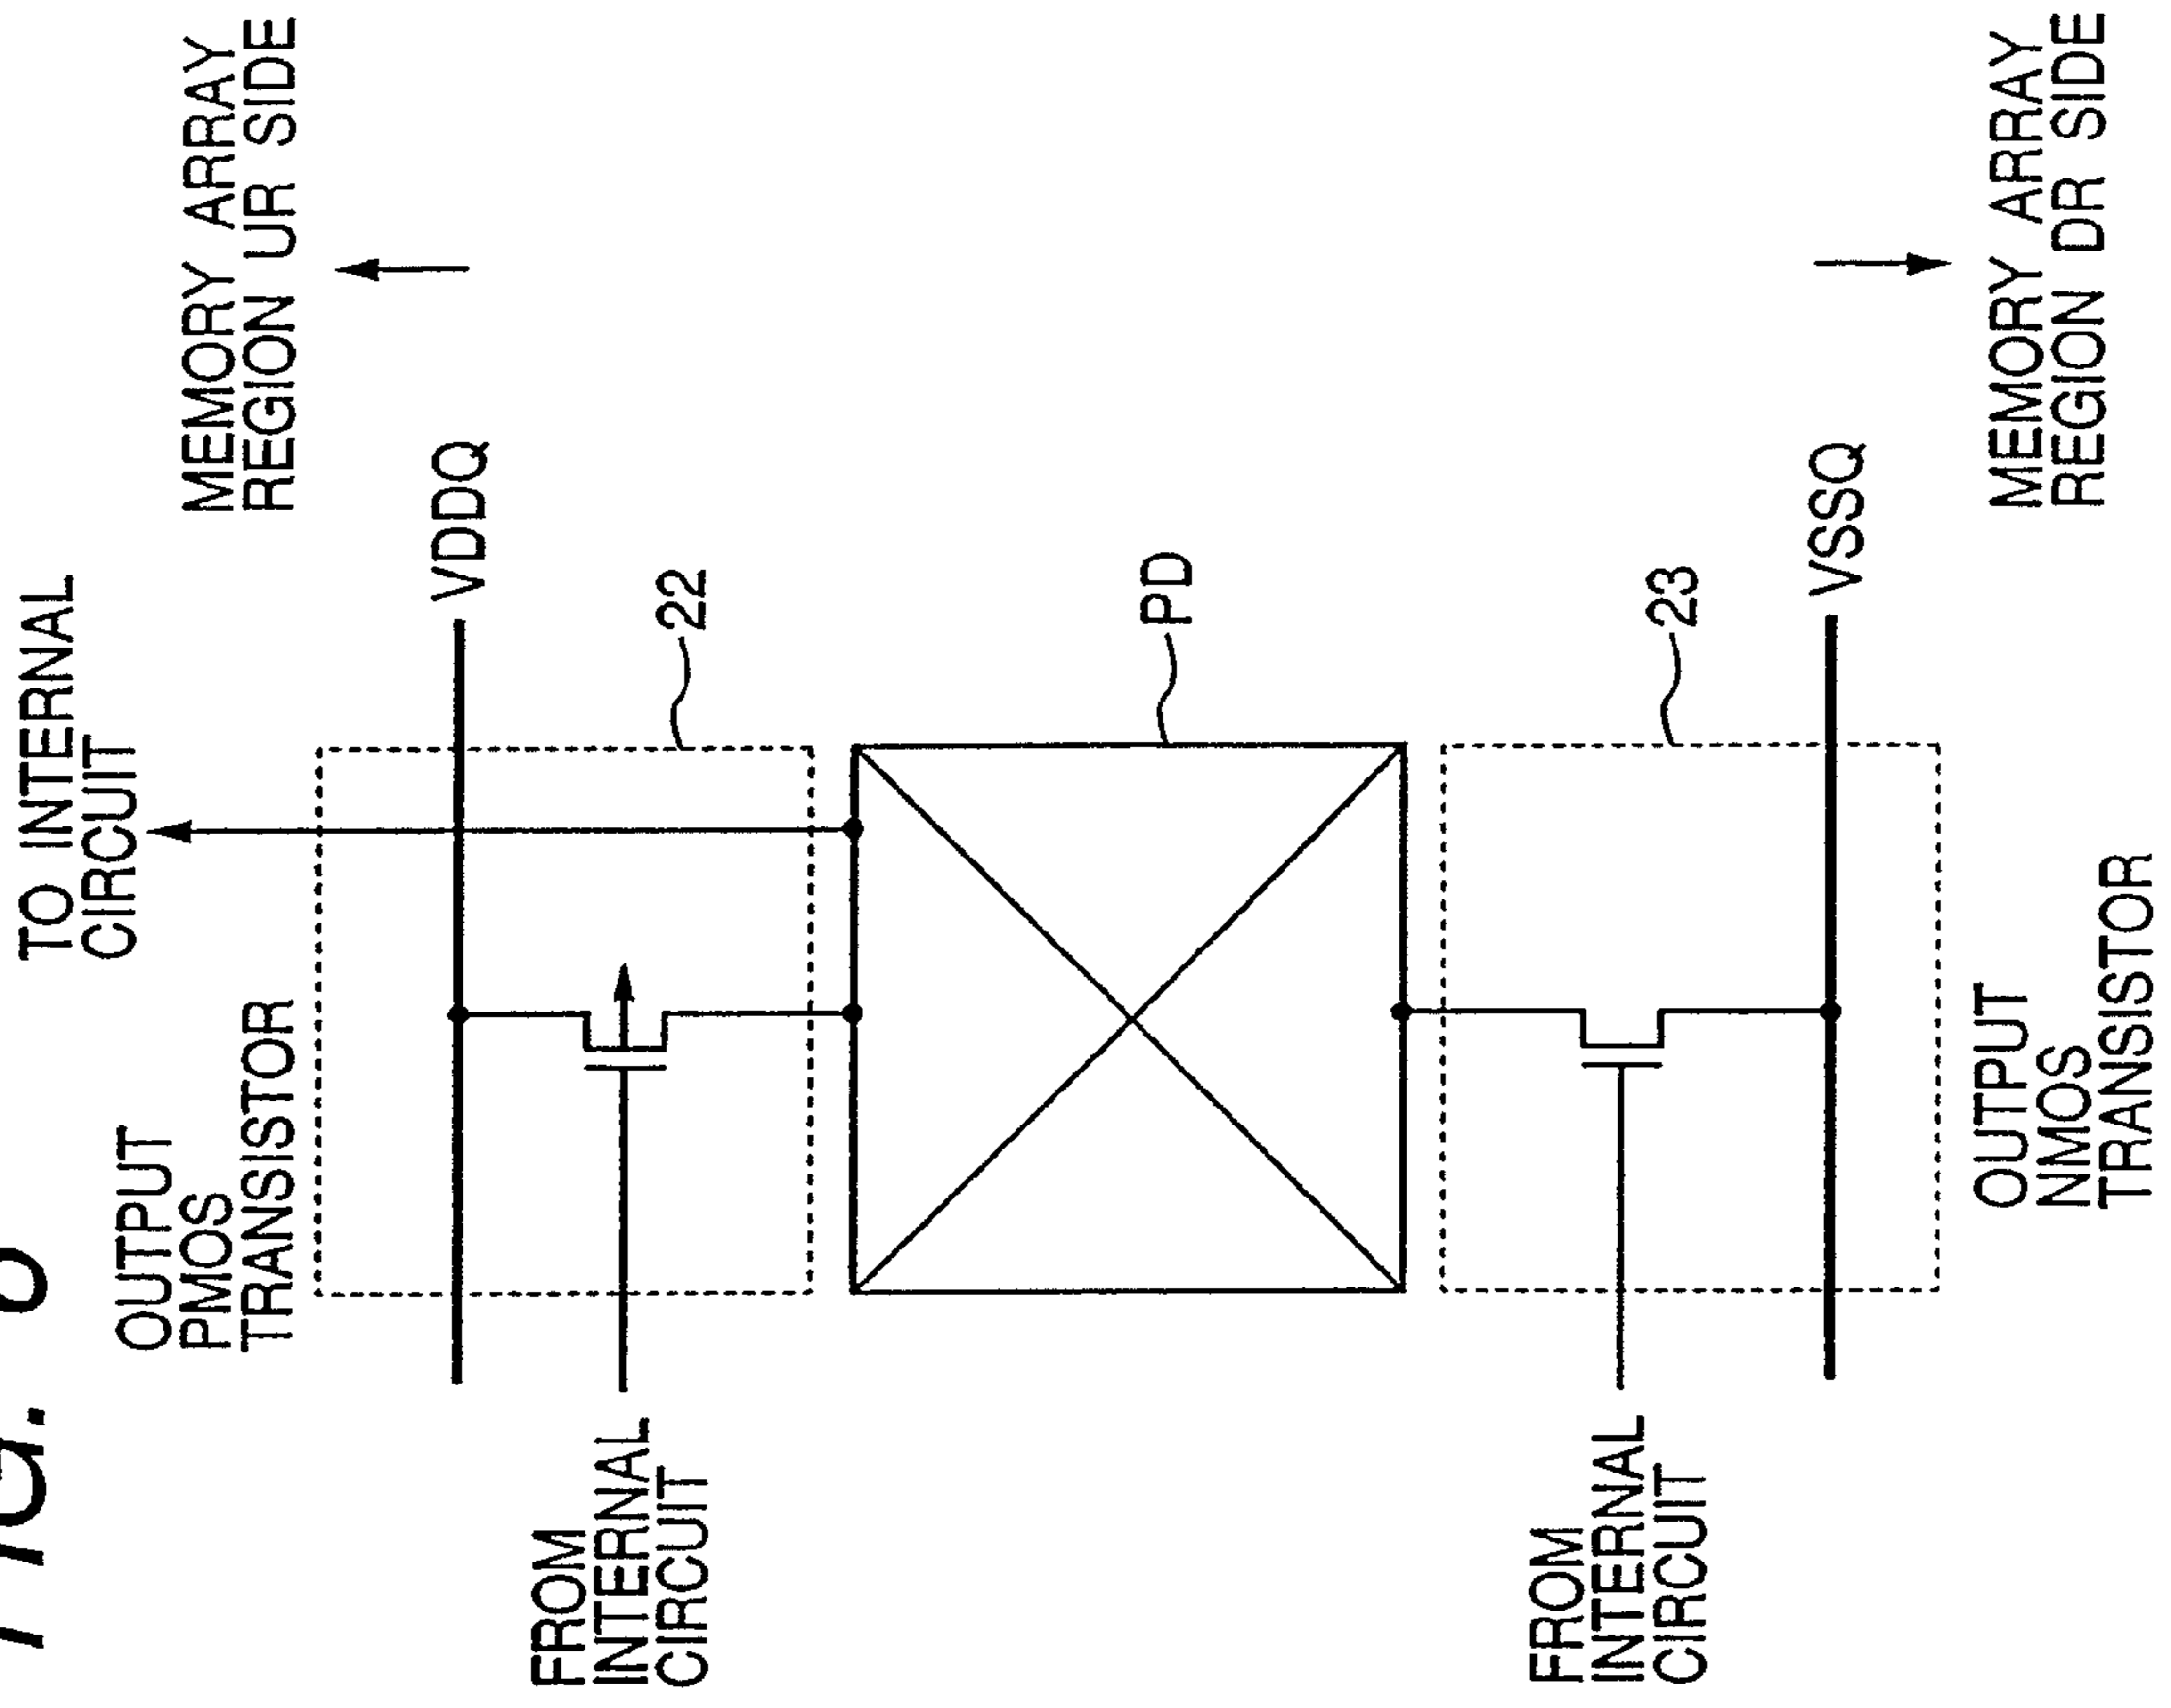 FIG.
TO INTERNAL
CIRCUIT
OUTPUT
PMOS
TRANSISTOR
MEMORY ARRAY
REGION UR SIDE
VDDQ
FROM
INTERNAL
CIRCUIT
22
PD
FROM
INTERNAL
CIRCUIT
23
VSSQ
OUTPUT
NMOS
TRANSISTOR
MEMORY ARRAY
REGION DR SIDE